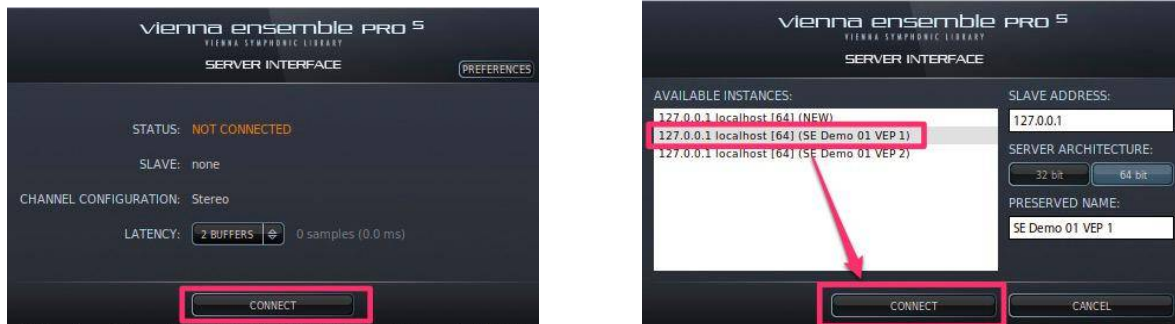 vienna ensemble PRO 5
VIENNA SYMPHONIC LIBRARY
SERVER INTERFACE
PREFERENCES
STATUS: NOT CONNECTED
SLAVE: none
CHANNEL CONFIGURATION: Stereo
LATENCY: 2 BUFFERS 0 samples (0.0 ms)
CONNECT
vienna ensemble PRO 5
VIENNA SYMPHONIC LIBRARY
SERVER INTERFACE
AVAILABLE INSTANCES:
127.0.0.1 localhost [64] (NEW)
127.0.0.1 localhost [64] (SE Demo 01 VEP 1)
127.0.0.1 localhost [64] (SE Demo 01 VEP 2)
SLAVE ADDRESS:
127.0.0.1
SERVER ARCHITECTURE:
32 bit 64 bit
PRESERVED NAME:
SE Demo 01 VEP 1
CONNECT CANCEL